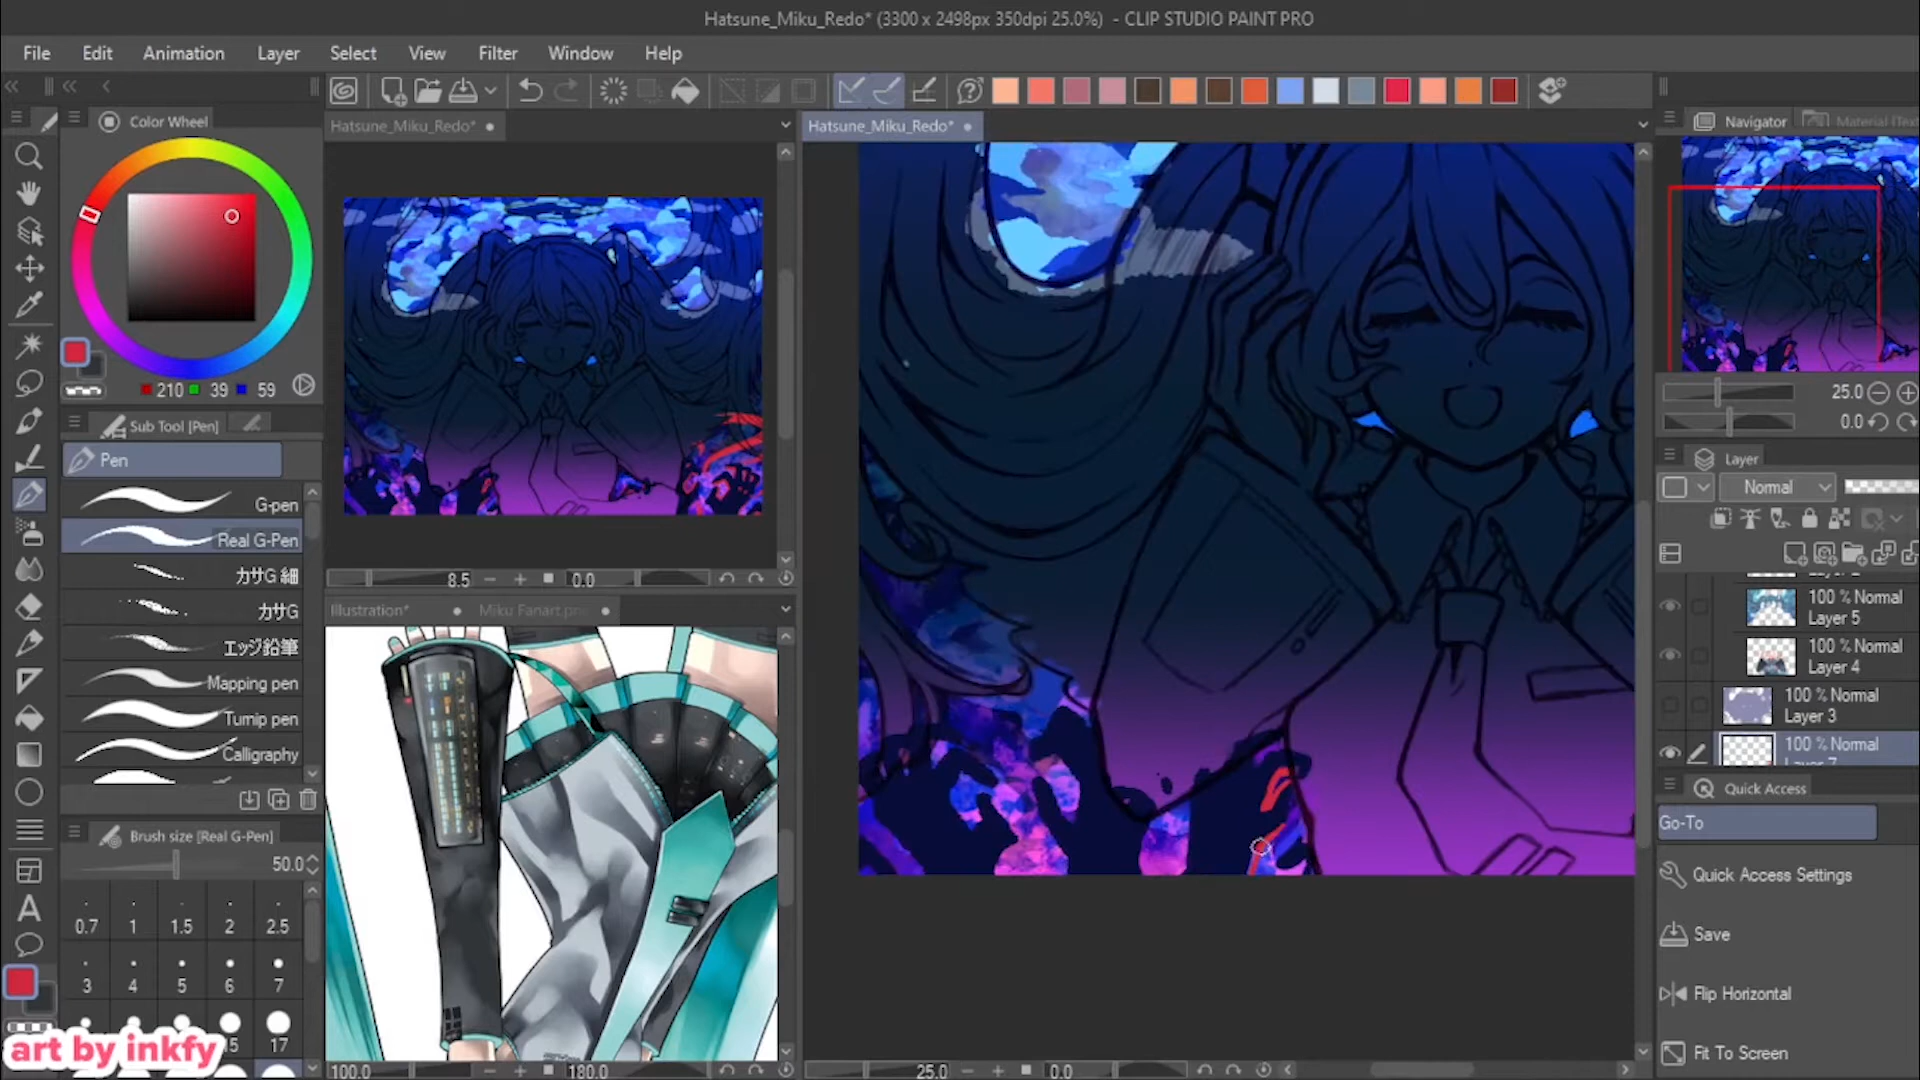 Hatsune_Miku_Redo* (3300 x 2498px 350dpi 25.0%) - CLIP STUDIO PAINT PRO
File Edit Animation Layer Select View Filter Window Help
Color Wheel
Hatsune_Miku_Redo*
Hatsune_Miku_Redo*
Navigator
210 39 59
25.0
0.0
Sub Tool [Pen]
Pen
G-pen
Real G-Pen
カサG 細
カサG
エッジ鉛筆
Mapping pen
Turnip pen
Calligraphy
8.5 0.0
Illustration*
Miku Fanart.
Layer
Normal
100 % Normal
Layer 5
100 % Normal
Layer 4
100 % Normal
Layer 3
100 % Normal
Layer 7
Quick Access
Go-To
Quick Access Settings
Save
Flip Horizontal
Fit To Screen
Brush size [Real G-Pen]
50.0
0.7 1 1.5 2 2.5
3 4 5 6 7
15 17
art by inkfy
100.0 180.0
25.0 0.0